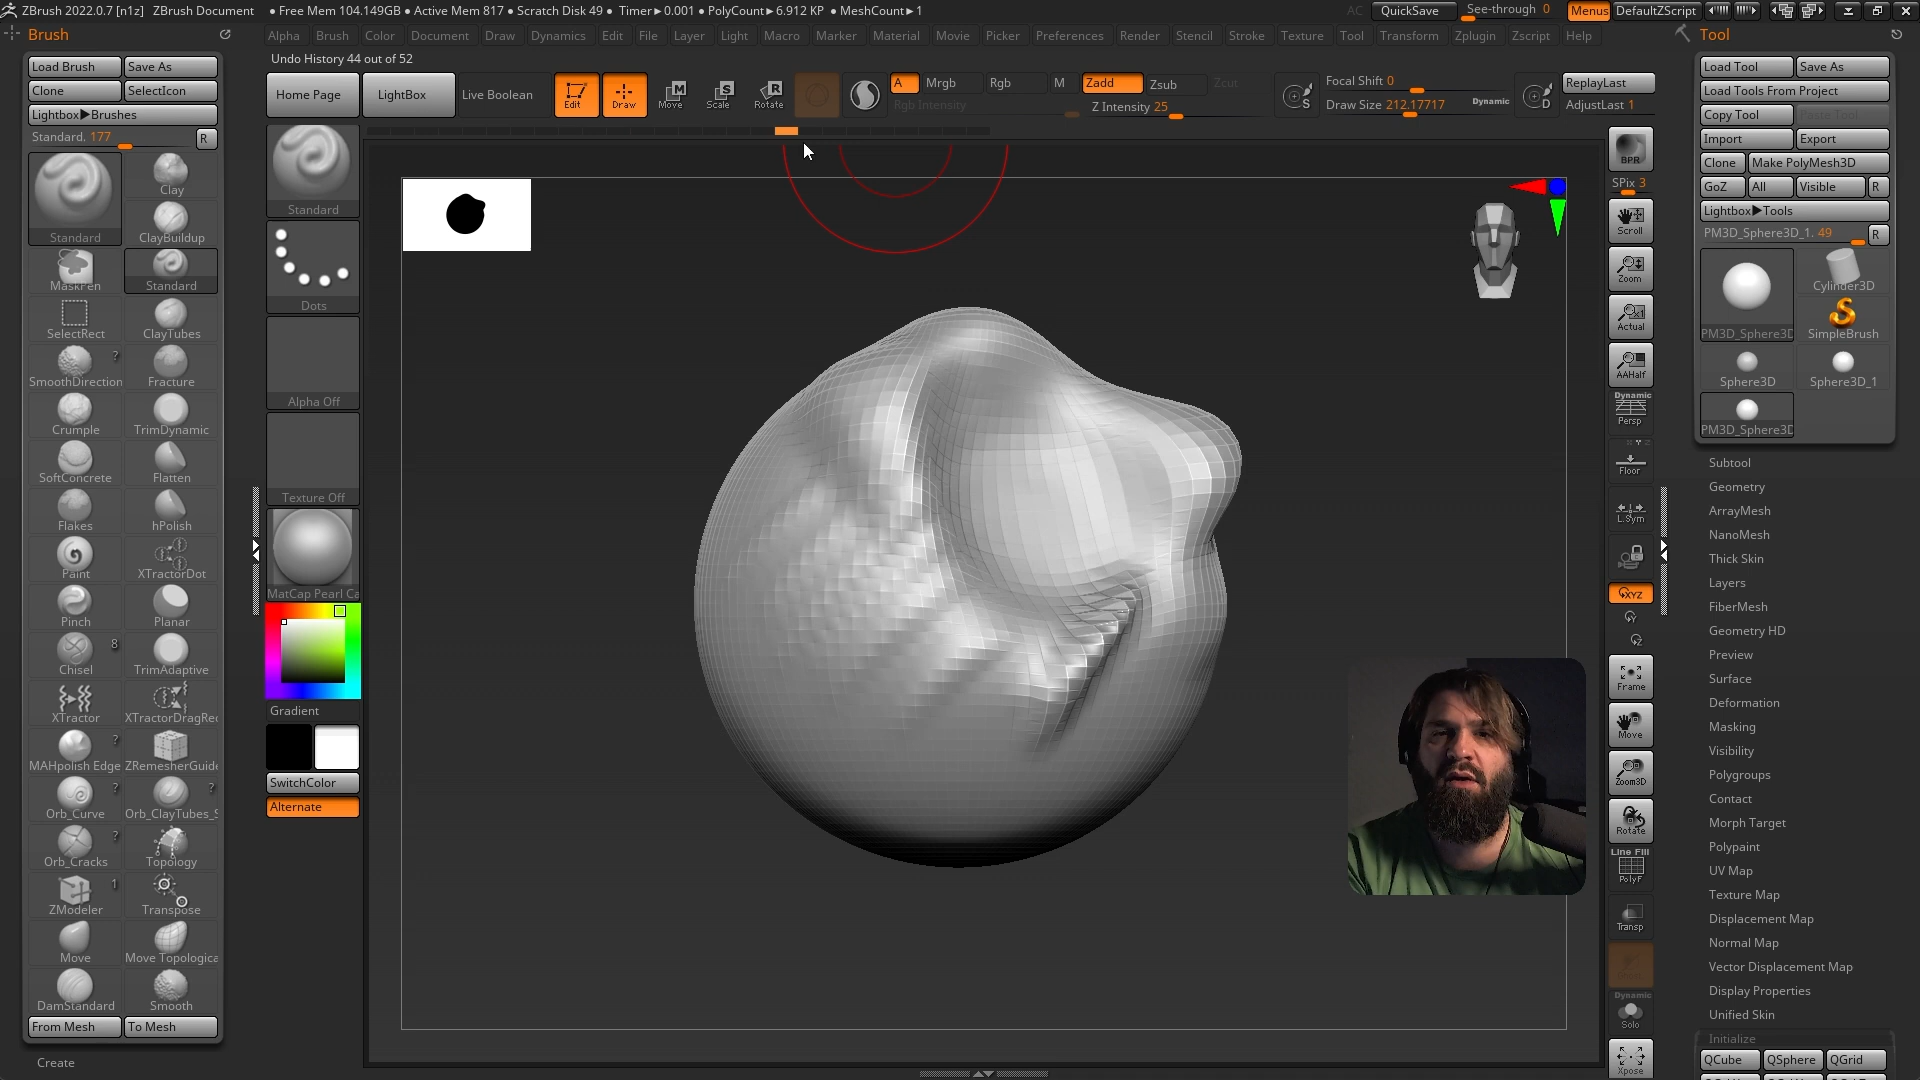 ZBrush 2022.0.7 [n1z] ZBrush Document • Free Mem 104.149GB • Active Mem 817 • Scratch Disk 49 • Timer►0.001 • PolyCount►6.912 KP • MeshCount►1 AC QuickSave See-through 0 Menus DefaultZScript
Brush Alpha Brush Color Document Draw Dynamics Edit File Layer Light Macro Marker Material Movie Picker Preferences Render Stencil Stroke Texture Tool Transform Zplugin Zscript Help Tool
Undo History 44 out of 52
Load Brush Save As
Clone SelectIcon
Lightbox►Brushes
Standard. 177 R
Standard
Clay
ClayBuildup
MaskPen Standard
SelectRect ClayTubes
SmoothDirection ? Fracture
Crumple TrimDynamic
SoftConcrete Flatten
Flakes hPolish
Paint XTractorDot
Pinch Planar
Chisel 8 TrimAdaptive
XTractor XTractorDragRec
MAHpolish Edge ? ZRemesherGuide
Orb_Curve ? Orb_ClayTubes_S ?
Orb_Cracks ? Topology
ZModeler 1 Transpose
Move Move Topologica
DamStandard Smooth
From Mesh To Mesh
Create
Home Page LightBox Live Boolean Edit Draw Move Scale Rotate
A Mrgb Rgb M Zadd Zsub Zcut
Rgb Intensity Z Intensity 25
Focal Shift 0
Draw Size 212.17717 Dynamic
S D
ReplayLast
AdjustLast 1
Standard
Dots
Alpha Off
Texture Off
MatCap Pearl Ca
Gradient
SwitchColor
Alternate
BPR
SPix 3
Scroll
Zoom
Actual
AAHalf
Dynamic
Persp
Floor
L.Sym
XYZ
Frame
Move
Zoom3D
Rotate
Line Fill
PolyF
Transp
Dynamic
Solo
Xpose
Load Tool Save As
Load Tools From Project
Copy Tool Paste Tool
Import Export
Clone Make PolyMesh3D
GoZ All Visible R
Lightbox►Tools
PM3D_Sphere3D_1. 49 R
PM3D_Sphere3D
Cylinder3D
SimpleBrush
Sphere3D Sphere3D_1
PM3D_Sphere3D
Subtool
Geometry
ArrayMesh
NanoMesh
Thick Skin
Layers
FiberMesh
Geometry HD
Preview
Surface
Deformation
Masking
Visibility
Polygroups
Contact
Morph Target
Polypaint
UV Map
Texture Map
Displacement Map
Normal Map
Vector Displacement Map
Display Properties
Unified Skin
Initialize
QCube QSphere QGrid